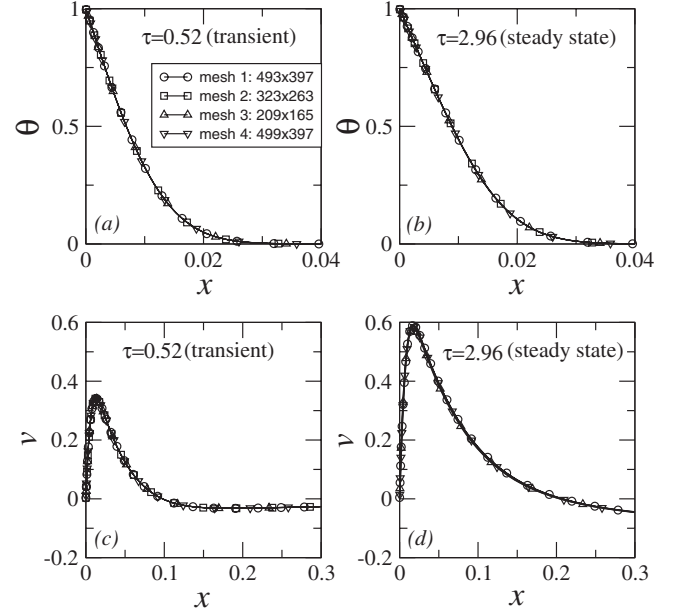 1
τ=0.52 (transient)
mesh 1: 493x397
mesh 2: 323x263
mesh 3: 209x165
mesh 4: 499x397
θ
0.5
(a)
0
0
0.02
0.04
x
1
τ=2.96 (steady state)
θ
0.5
(b)
0
0
0.02
0.04
x
0.6
τ=0.52 (transient)
0.4
v
0.2
0
(c)
-0.2
0
0.1
0.2
0.3
x
0.6
τ=2.96 (steady state)
0.4
v
0.2
0
(d)
-0.2
0
0.1
0.2
0.3
x